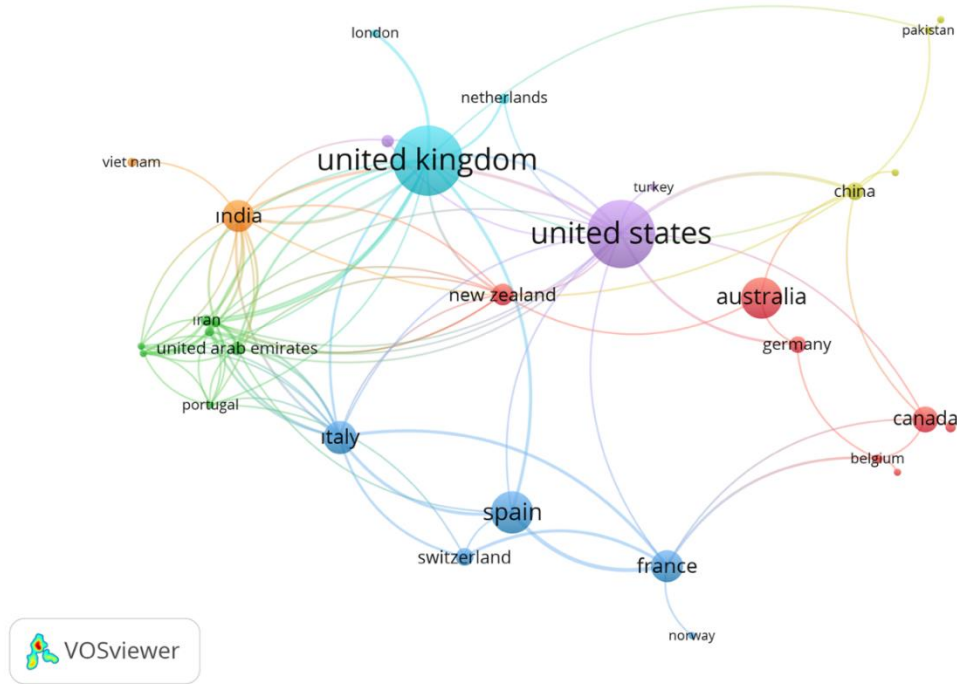 london
pakistan
netherlands
united kingdom
viet nam
turkey
china
india
united states
new zealand
australia
iran
united arab emirates
germany
portugal
canada
italy
belgium
spain
switzerland
france
norway
VOSviewer